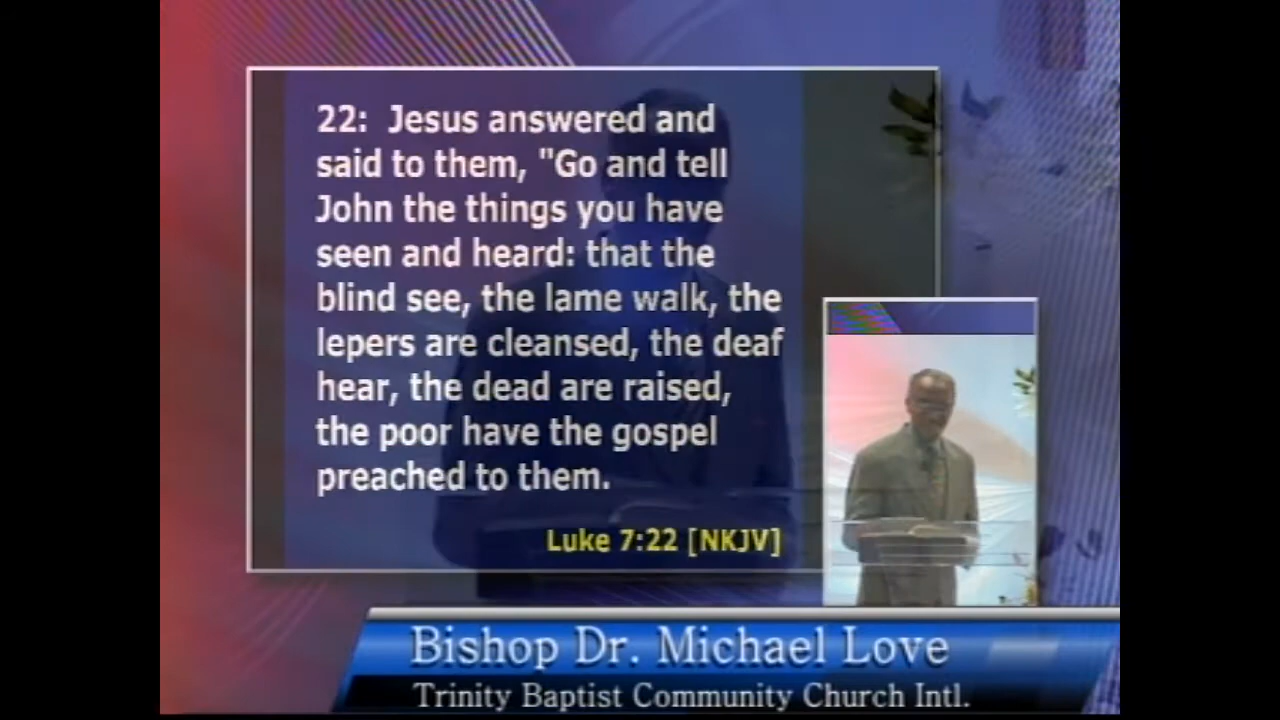 22:  Jesus answered and
said to them, "Go and tell
John the things you have
seen and heard: that the
blind see, the lame walk, the
lepers are cleansed, the deaf
hear, the dead are raised,
the poor have the gospel
preached to them.
Luke 7:22 [NKJV]
Bishop Dr. Michael Love
Trinity Baptist Community Church Intl.